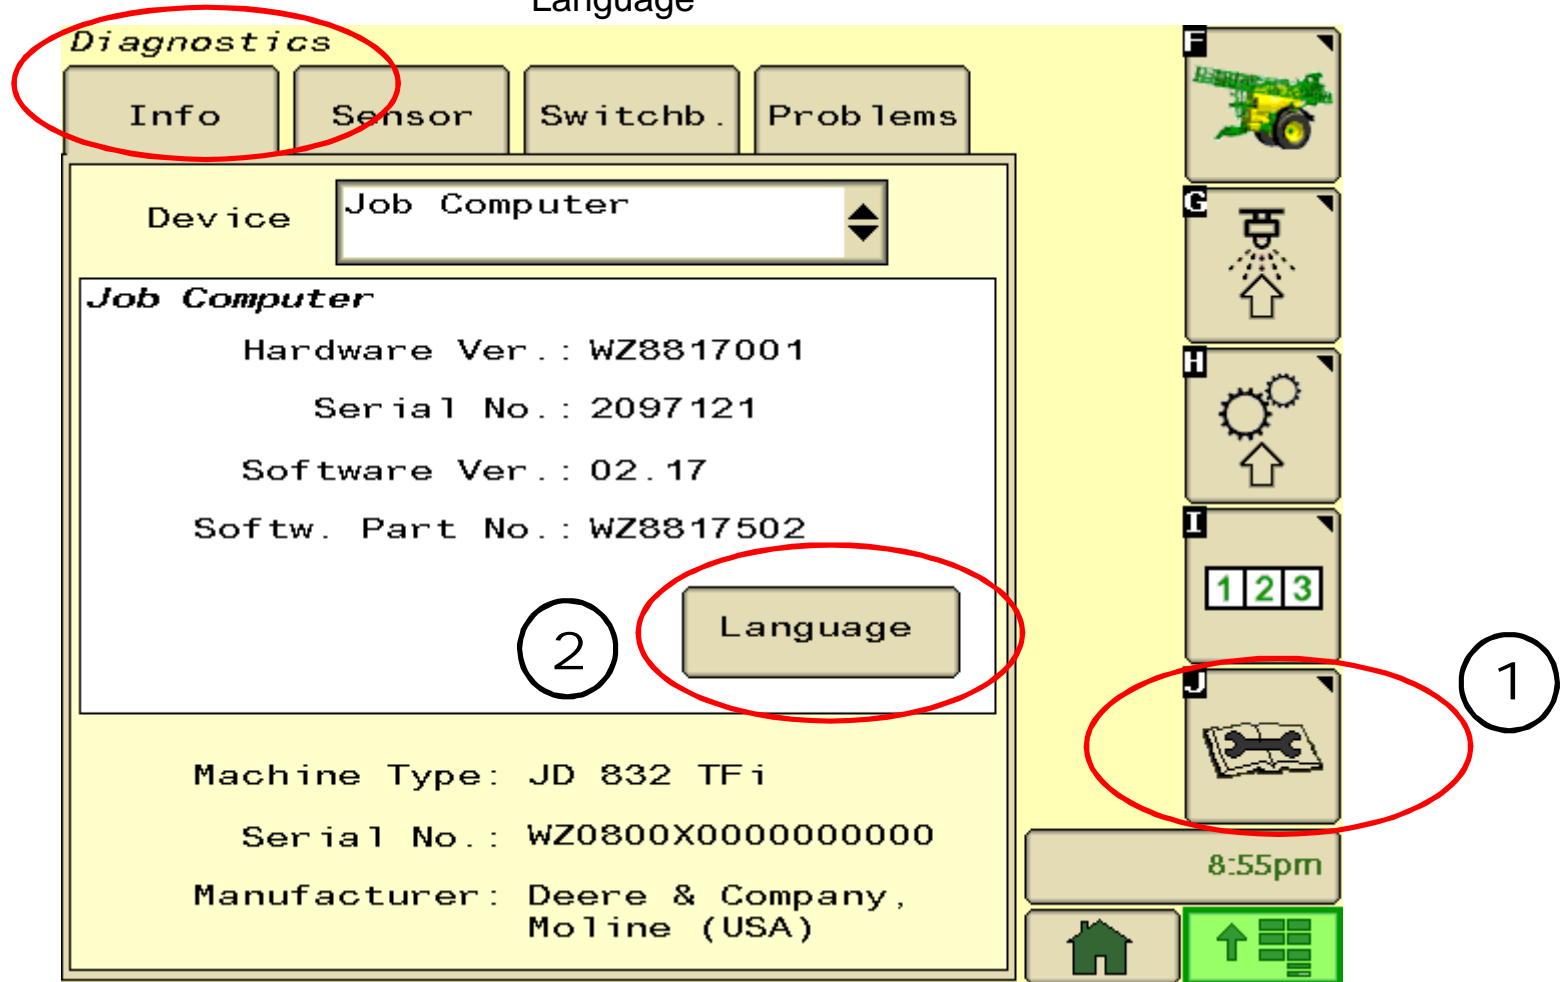 Language
Diagnostics
Info Sensor Switchb. Problems
Device Job Computer
Job Computer
Hardware Ver.: WZ8817001
Serial No.: 2097121
Software Ver.: 02.17
Softw. Part No.: WZ8817502
Language
2
Machine Type: JD 832 TFi
Serial No.: WZ0800X0000000000
Manufacturer: Deere & Company,
Moline (USA)
F
G
H
I
1 2 3
J
1
8:55pm